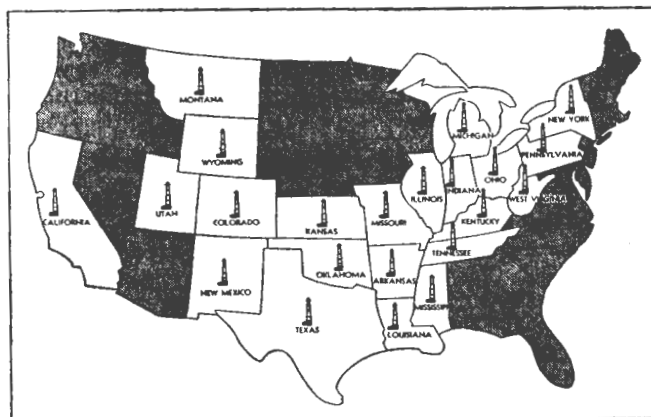 MONTANA
NEW YORK
MICHIGAN
PENNSYLVANIA
WYOMING
OHIO
ILLINOIS
INDIANA
WEST VIRGINIA
UTAH
COLORADO
MISSOURI
KENTUCKY
CALIFORNIA
KANSAS
TENNESSEE
OKLAHOMA
ARKANSAS
NEW MEXICO
MISSISSIPPI
TEXAS
LOUISIANA